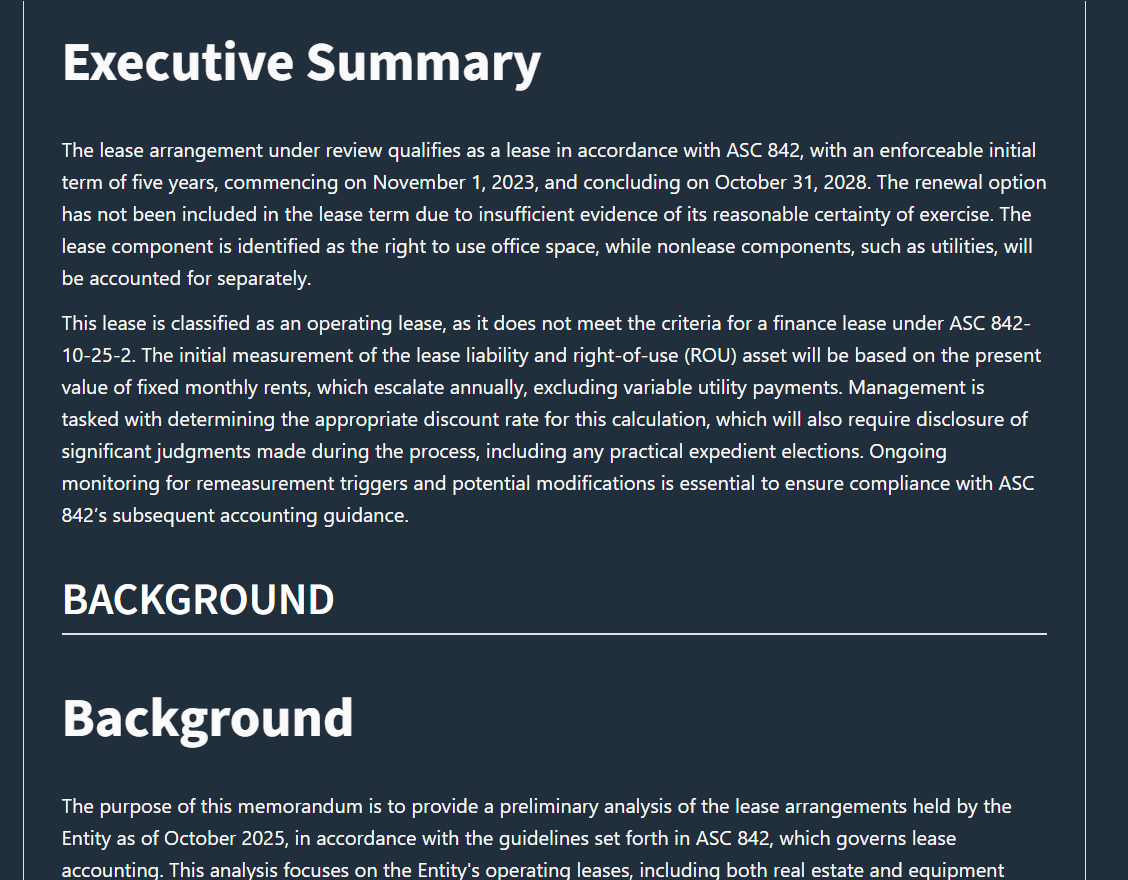 Executive Summary
The lease arrangement under review qualifies as a lease in accordance with ASC 842, with an enforceable initial
term of five years, commencing on November 1, 2023, and concluding on October 31, 2028. The renewal option
has not been included in the lease term due to insufficient evidence of its reasonable certainty of exercise. The
lease component is identified as the right to use office space, while nonlease components, such as utilities, will
be accounted for separately.
This lease is classified as an operating lease, as it does not meet the criteria for a finance lease under ASC 842-
10-25-2. The initial measurement of the lease liability and right-of-use (ROU) asset will be based on the present
value of fixed monthly rents, which escalate annually, excluding variable utility payments. Management is
tasked with determining the appropriate discount rate for this calculation, which will also require disclosure of
significant judgments made during the process, including any practical expedient elections. Ongoing
monitoring for remeasurement triggers and potential modifications is essential to ensure compliance with ASC
842’s subsequent accounting guidance.
BACKGROUND
Background
The purpose of this memorandum is to provide a preliminary analysis of the lease arrangements held by the
Entity as of October 2025, in accordance with the guidelines set forth in ASC 842, which governs lease
accounting. This analysis focuses on the Entity's operating leases, including both real estate and equipment